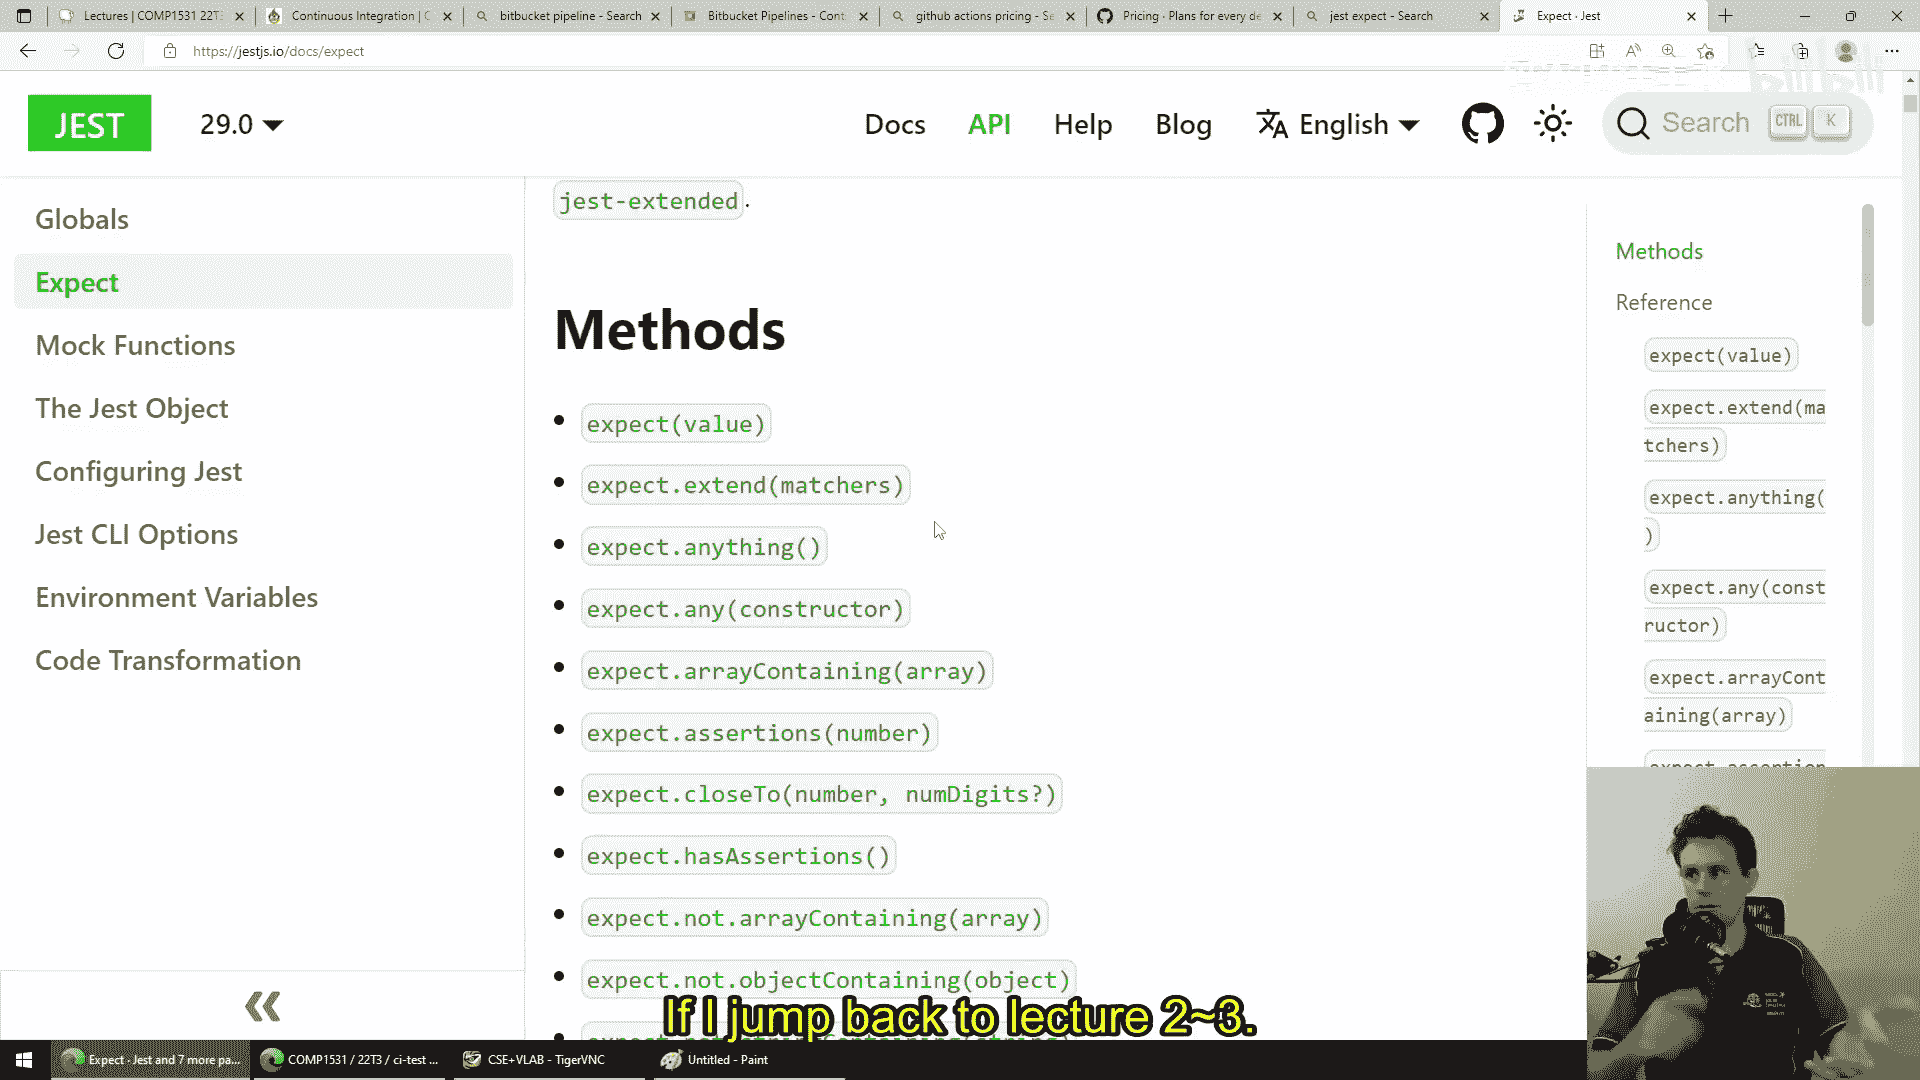 Lectures | COMP1531 22T3
Continuous Integration | C
bitbucket pipeline - Search
Bitbucket Pipelines - Cont
github actions pricing - Se
Pricing · Plans for every de
jest expect - Search
Expect · Jest
https://jestjs.io/docs/expect
JEST
29.0
Docs
API
Help
Blog
English
Search
CTRL
K
Globals
Expect
Mock Functions
The Jest Object
Configuring Jest
Jest CLI Options
Environment Variables
Code Transformation
jest-extended.
Methods
expect(value)
expect.extend(matchers)
expect.anything()
expect.any(constructor)
expect.arrayContaining(array)
expect.assertions(number)
expect.closeTo(number, numDigits?)
expect.hasAssertions()
expect.not.arrayContaining(array)
expect.not.objectContaining(object)
Methods
Reference
expect(value)
expect.extend(ma
tchers)
expect.anything(
)
expect.any(const
ructor)
expect.arrayCont
aining(array)
expect.assertion
If I jump back to lecture 2~3.
Expect · Jest and 7 more pa...
COMP1531 / 22T3 / ci-test ...
CSE+VLAB - TigerVNC
Untitled - Paint